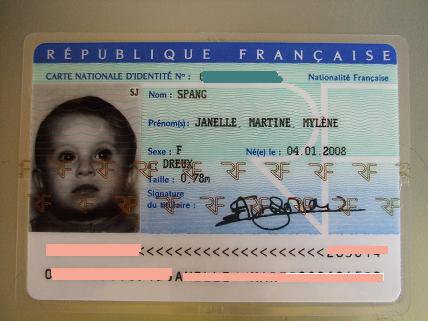 RÉPUBLIQUE FRANÇAISE
CARTE NATIONALE D'IDENTITÉ N° : Nationalité Française
SJ
Nom : SPANG
Prénom(s) : JANELLE, MARTINE, MYLÈNE
Sexe : F Né(e) le : 04.01.2008
à DREUX
Taille : 0,78m
Signature
du titulaire :
<<<<<<<<<<<<<<<<<<<<<<